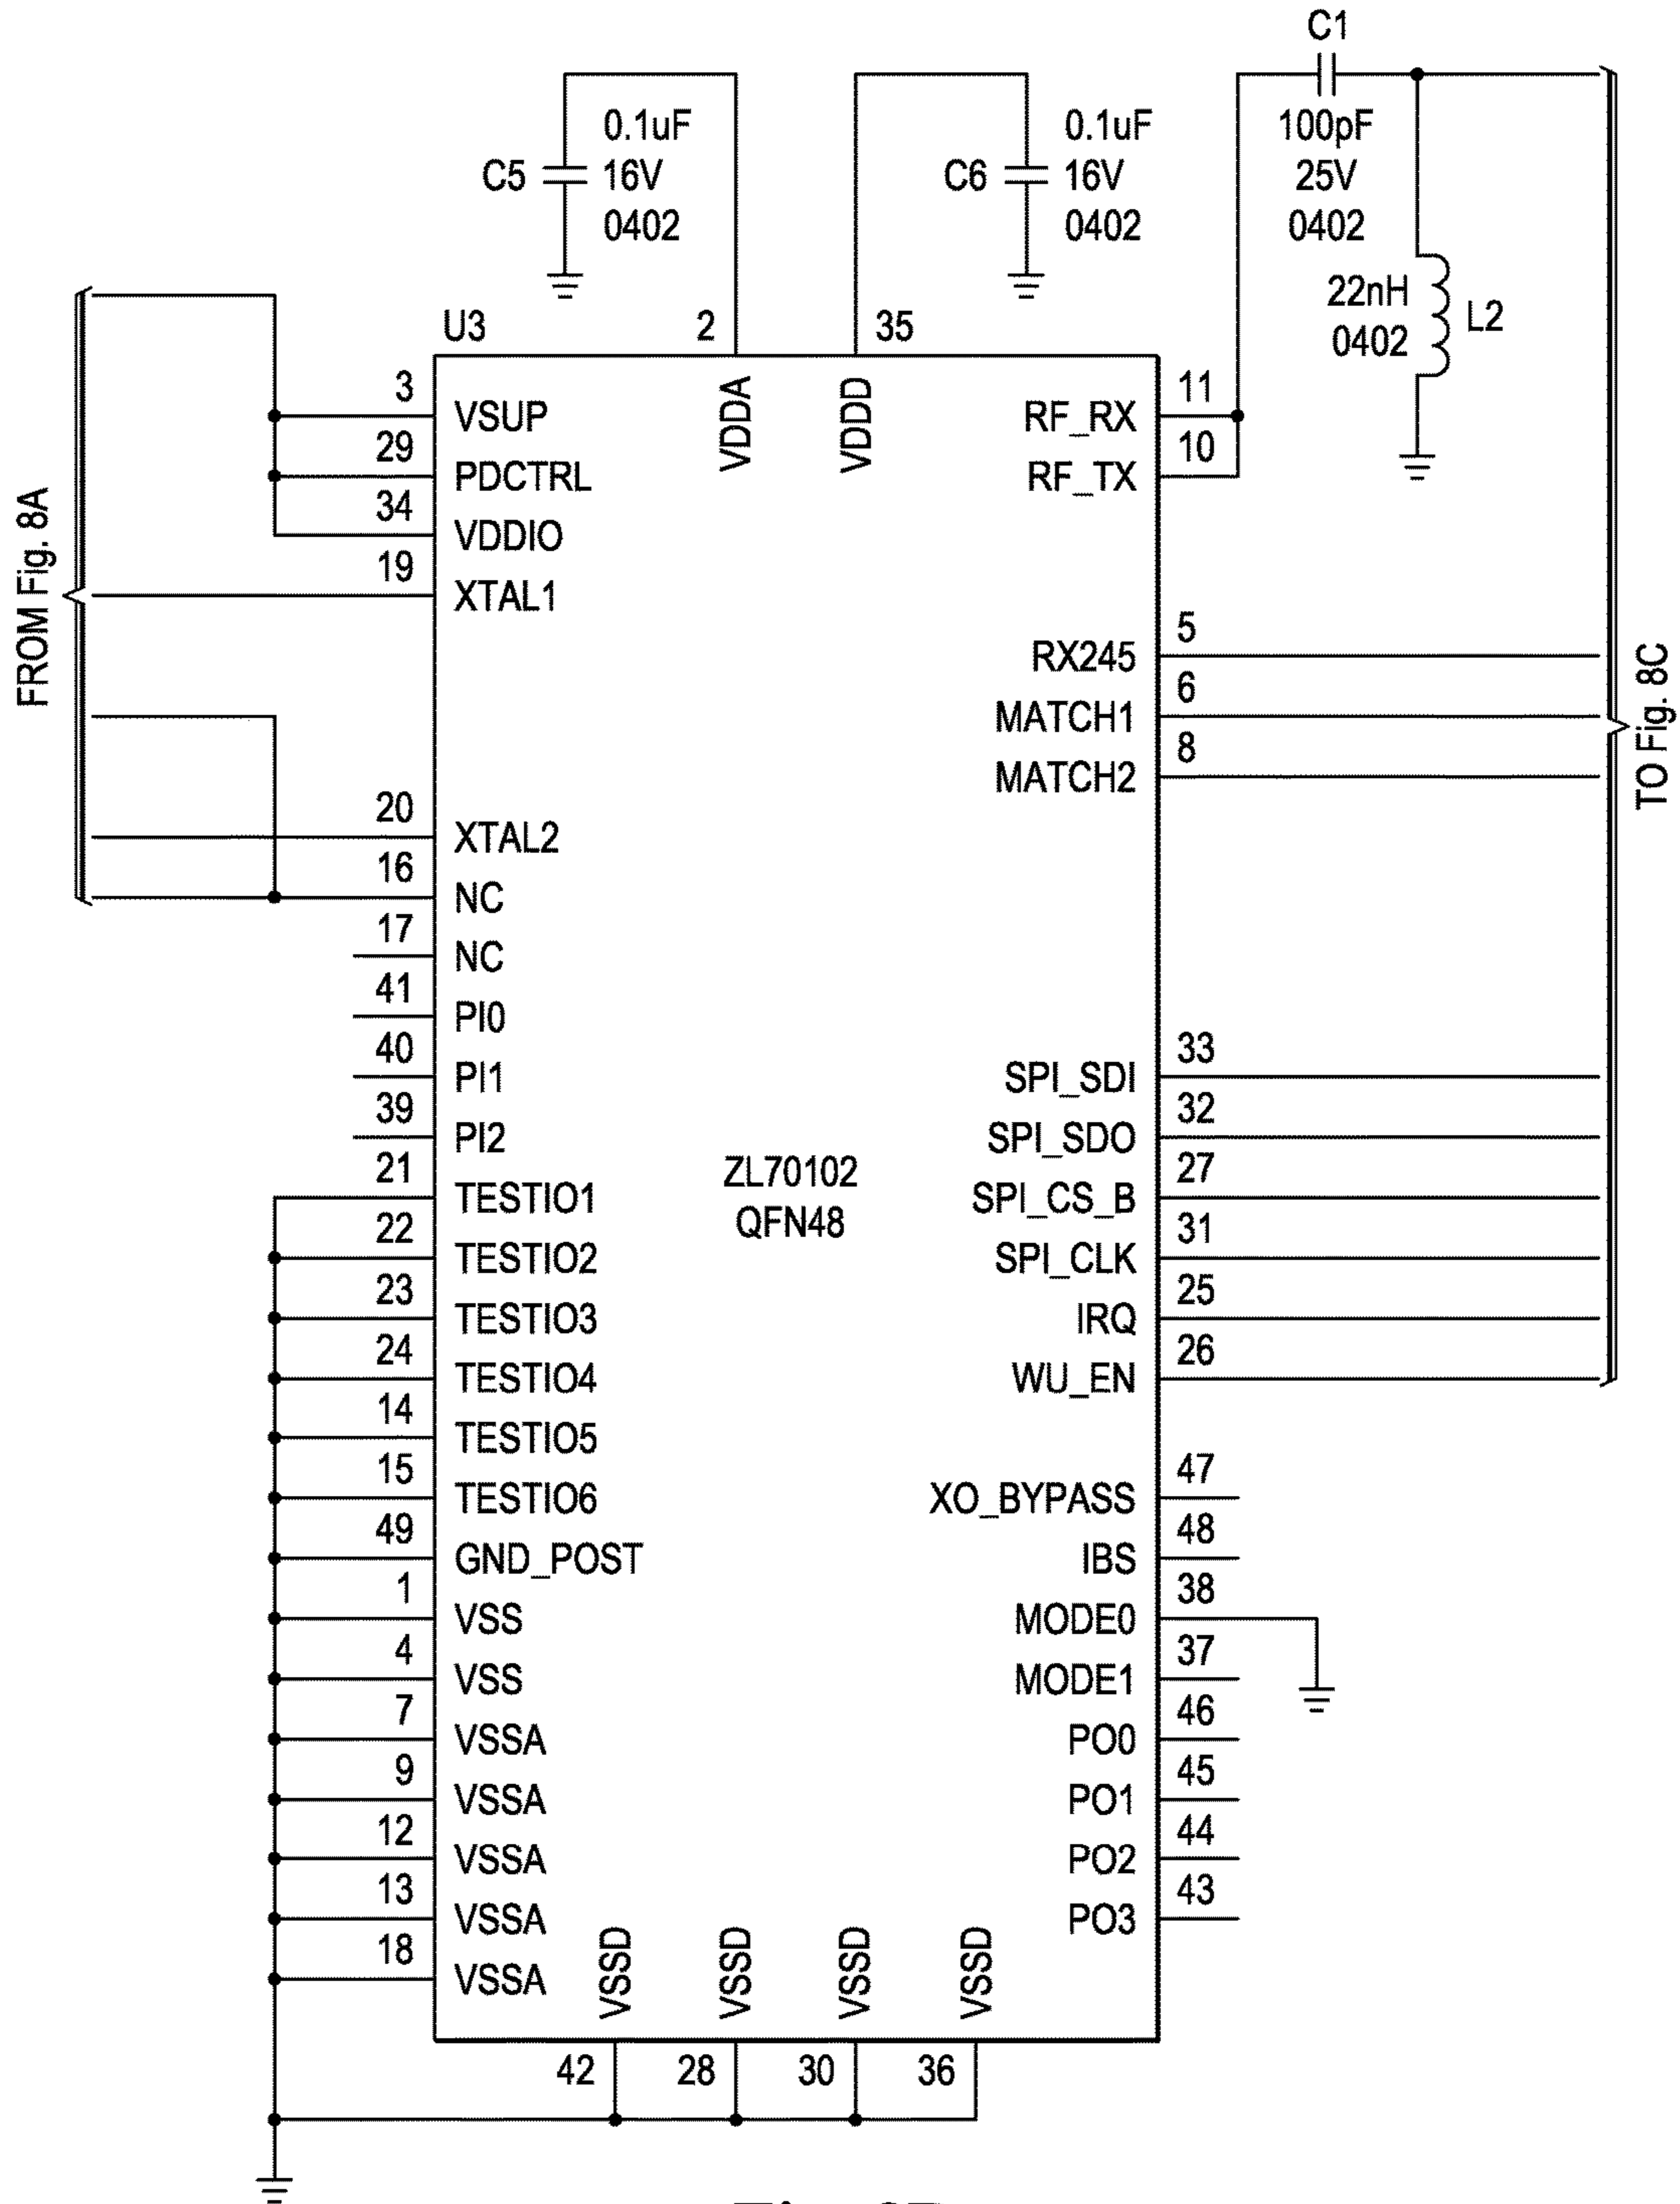 C1
0.1uF
16V
0402
C5
0.1uF
16V
0402
C6
100pF
25V
0402
22nH
0402
L2
FROM Fig. 8A
TO Fig. 8C
U3
2
35
VDDA
VDDD
3
VSUP
29
PDCTRL
34
VDDIO
19
XTAL1
20
XTAL2
16
NC
17
NC
41
PI0
40
PI1
39
PI2
21
TESTIO1
22
TESTIO2
23
TESTIO3
24
TESTIO4
14
TESTIO5
15
TESTIO6
49
GND_POST
1
VSS
4
VSS
7
VSSA
9
VSSA
12
VSSA
13
VSSA
18
VSSA
ZL70102
QFN48
11
RF_RX
10
RF_TX
5
RX245
6
MATCH1
8
MATCH2
33
SPI_SDI
32
SPI_SDO
27
SPI_CS_B
31
SPI_CLK
25
IRQ
26
WU_EN
47
XO_BYPASS
48
IBS
38
MODE0
37
MODE1
46
PO0
45
PO1
44
PO2
43
PO3
VSSD
VSSD
VSSD
VSSD
42
28
30
36